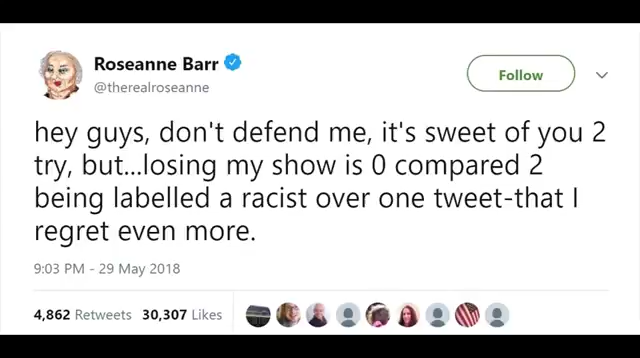 Roseanne Barr
Follow
@therealroseanne
hey guys, don't defend me, it's sweet of you 2
try, but...losing my show is 0 compared 2
being labelled a racist over one tweet-that I
regret even more.
9:03 PM - 29 May 2018
4,862 Retweets 30,307 Likes